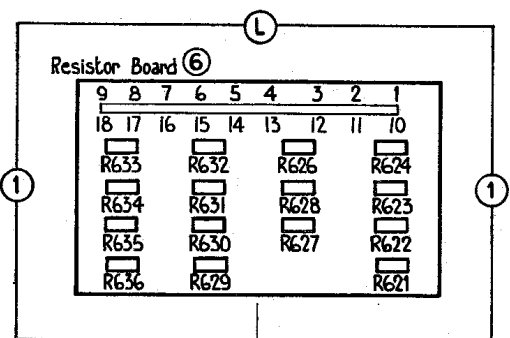 L
Resistor Board 6
9 8 7 6 5 4 3 2 1
18 17 16 15 14 13 12 11 10
R633 R632 R626 R624
1 1
R634 R631 R628 R623
R635 R630 R627 R622
R636 R629 R621